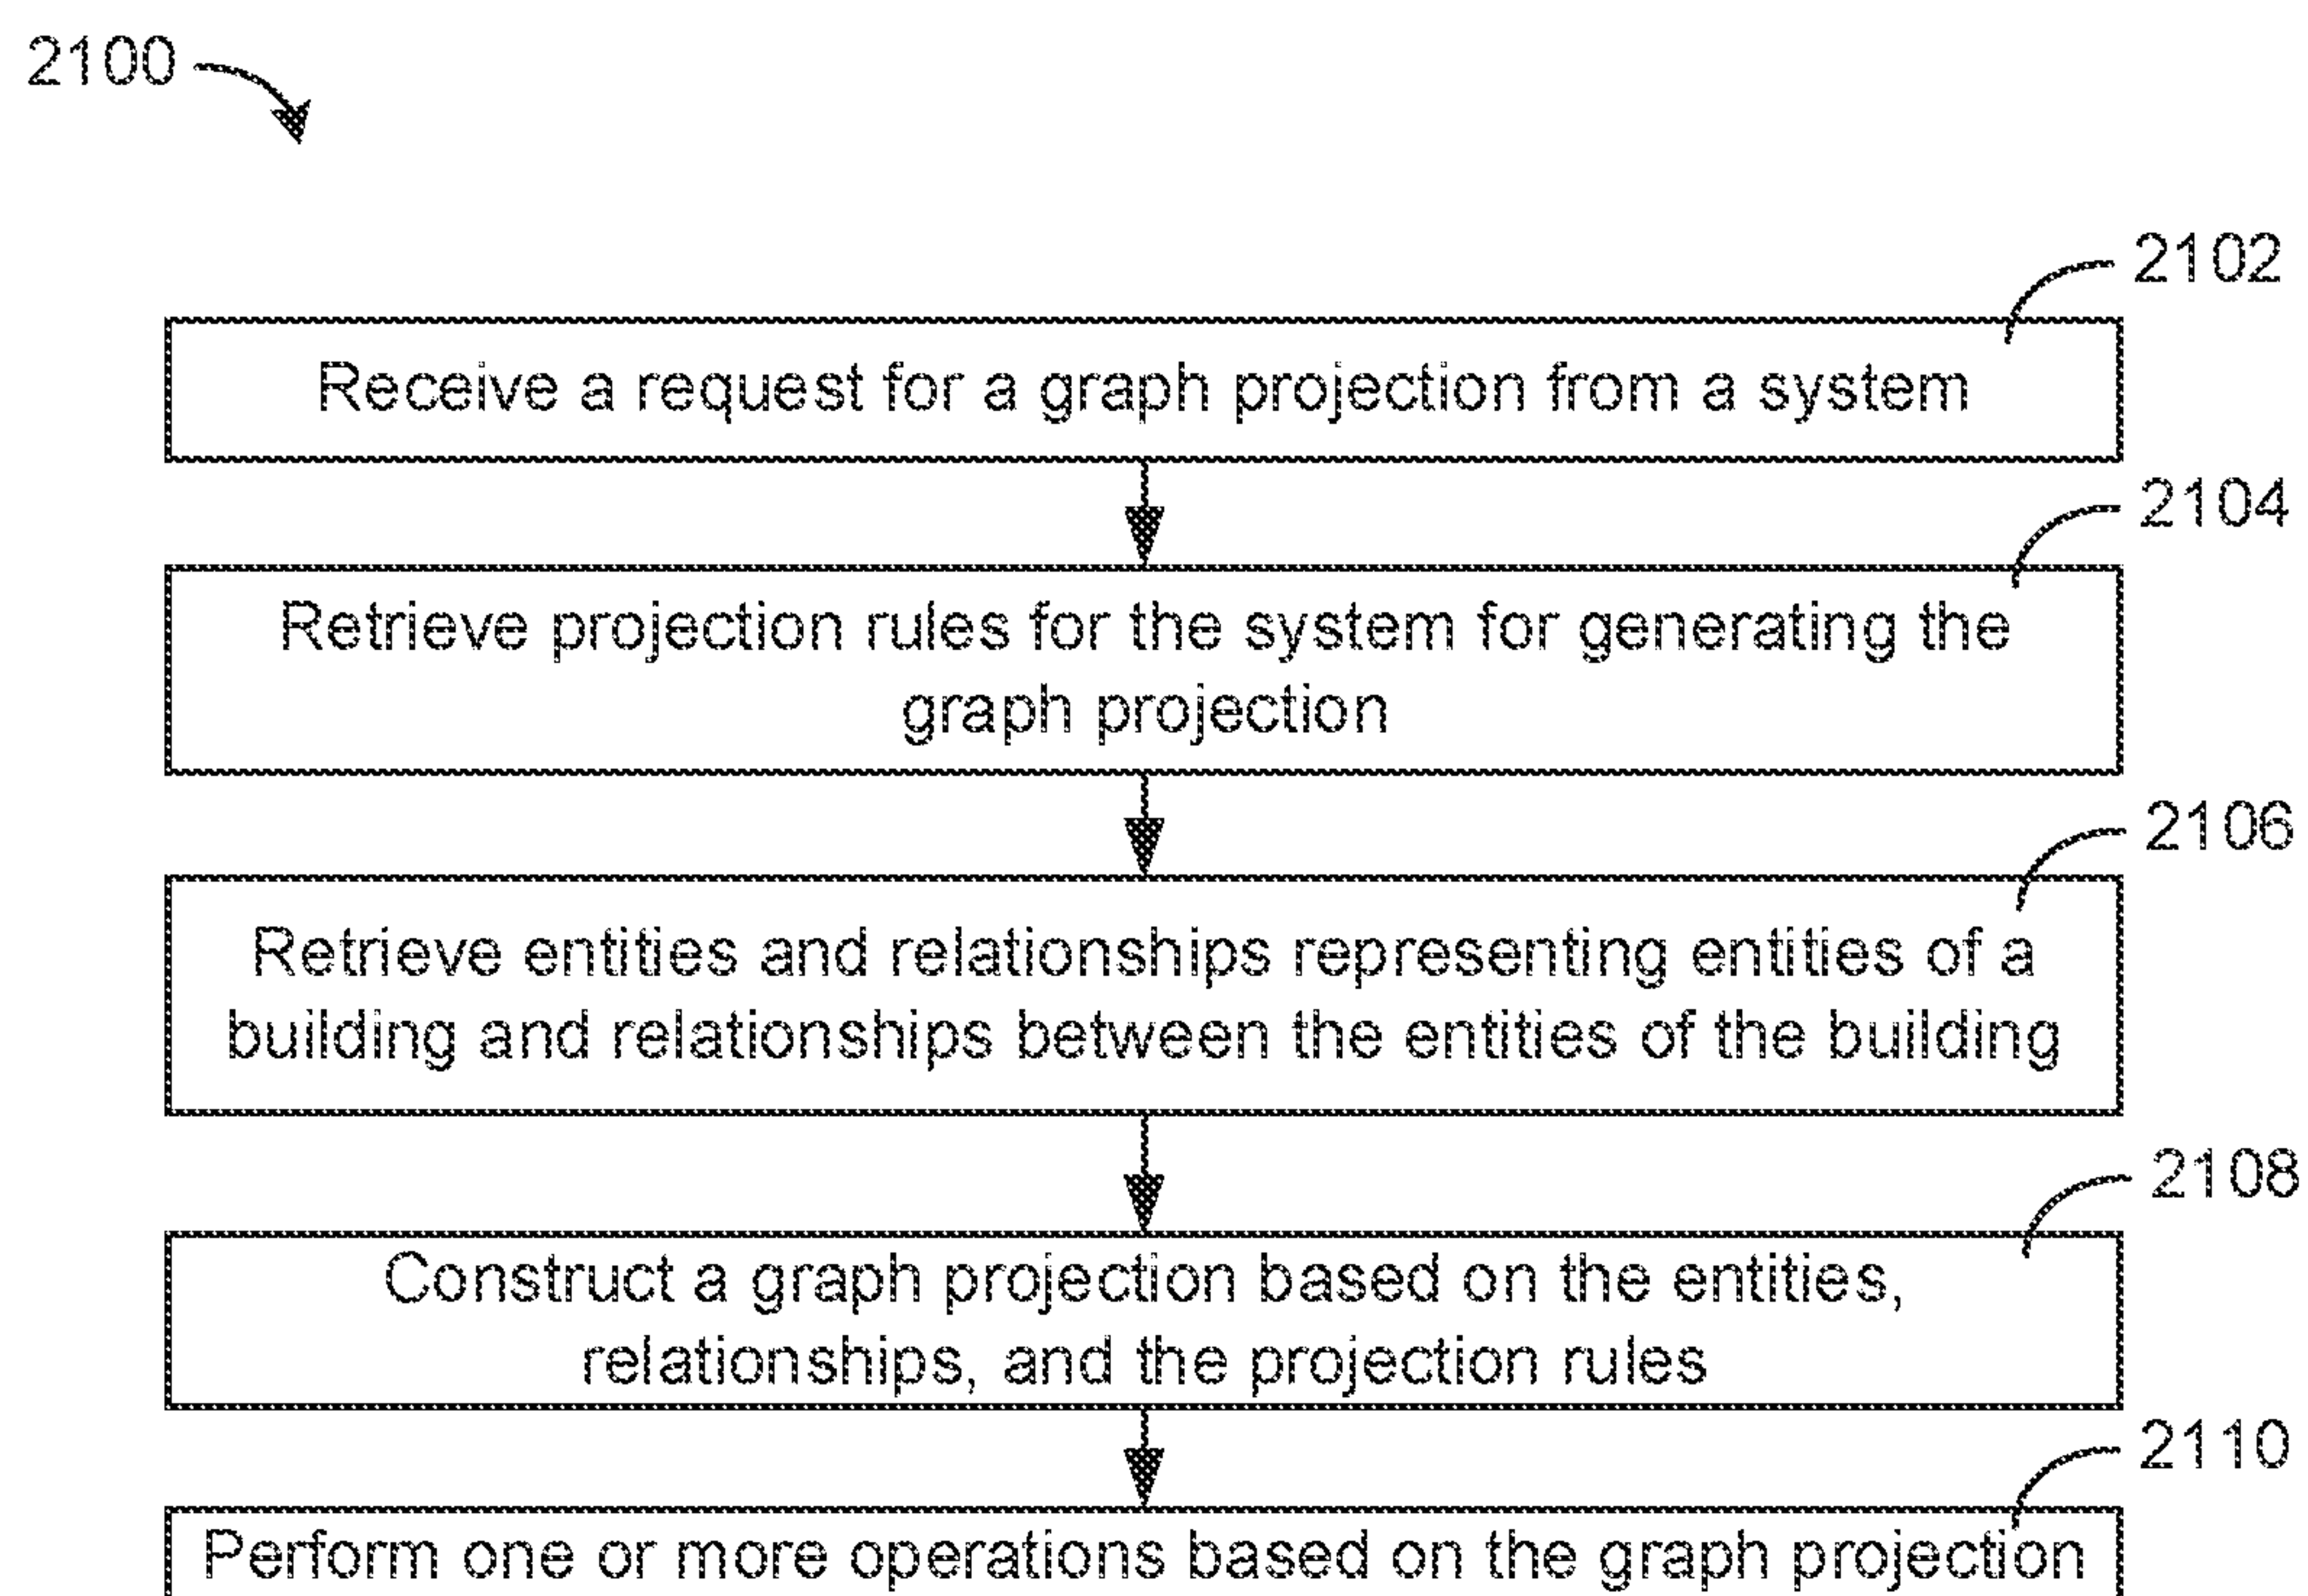 2100
2102
Receive a request for a graph projection from a system
2104
Retrieve projection rules for the system for generating the
graph projection
2106
Retrieve entities and relationships representing entities of a
building and relationships between the entities of the building
2108
Construct a graph projection based on the entities,
relationships, and the projection rules
2110
Perform one or more operations based on the graph projection